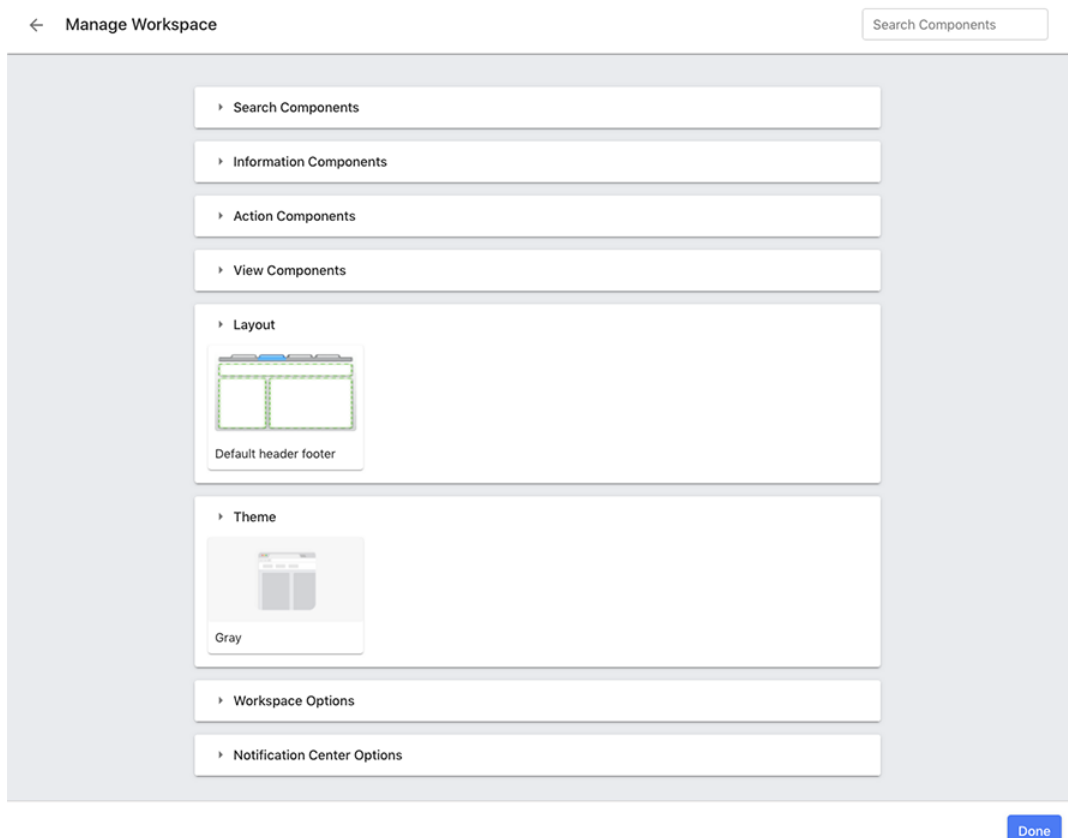 Manage Workspace
Search Components
Search Components
Information Components
Action Components
View Components
Layout
Default header footer
Theme
Gray
Workspace Options
Notification Center Options
Done